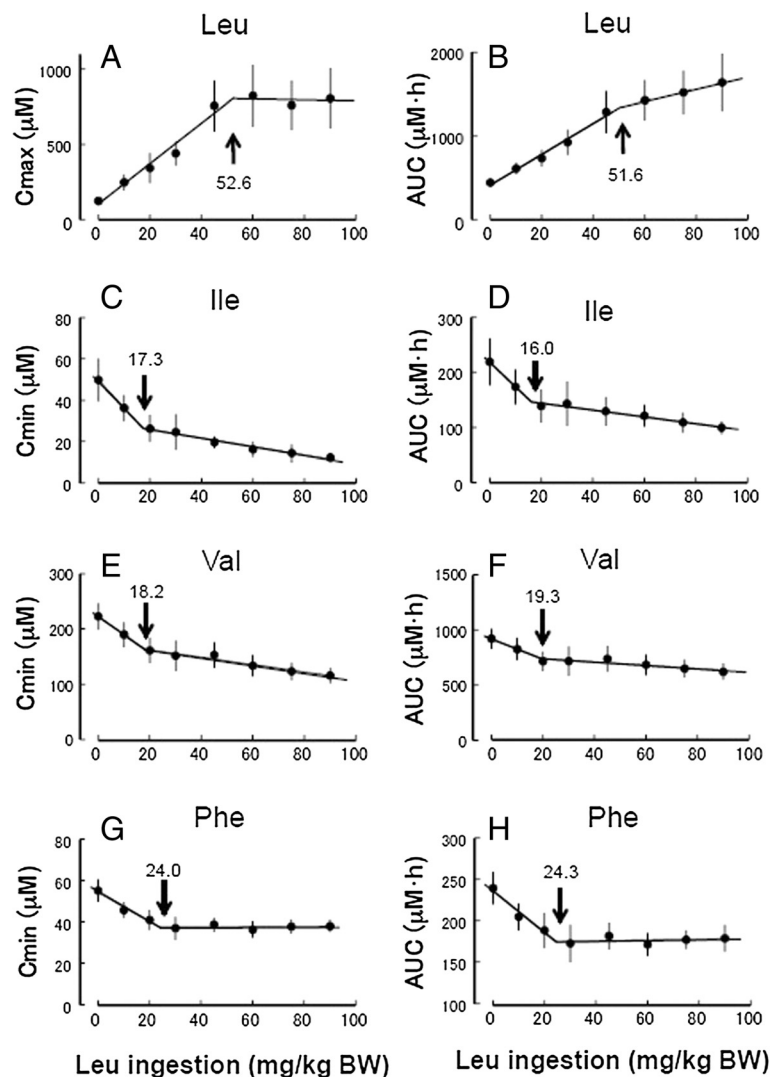 Leu
A
Cmax (μM)
1000
500
0
52.6
0 20 40 60 80 100
Leu
B
AUC (μM·h)
2000
1000
0
51.6
0 20 40 60 80 100
Ile
C
Cmin (μM)
80
60
40
20
0
17.3
0 20 40 60 80 100
Ile
D
AUC (μM·h)
300
200
100
0
16.0
0 20 40 60 80 100
Val
E
Cmin (μM)
300
200
100
0
18.2
0 20 40 60 80 100
Val
F
AUC (μM·h)
1500
1000
500
0
19.3
0 20 40 60 80 100
Phe
G
Cmin (μM)
80
60
40
20
0
24.0
0 20 40 60 80 100
Leu ingestion (mg/kg BW)
Phe
H
AUC (μM·h)
300
250
200
150
100
24.3
0 20 40 60 80 100
Leu ingestion (mg/kg BW)